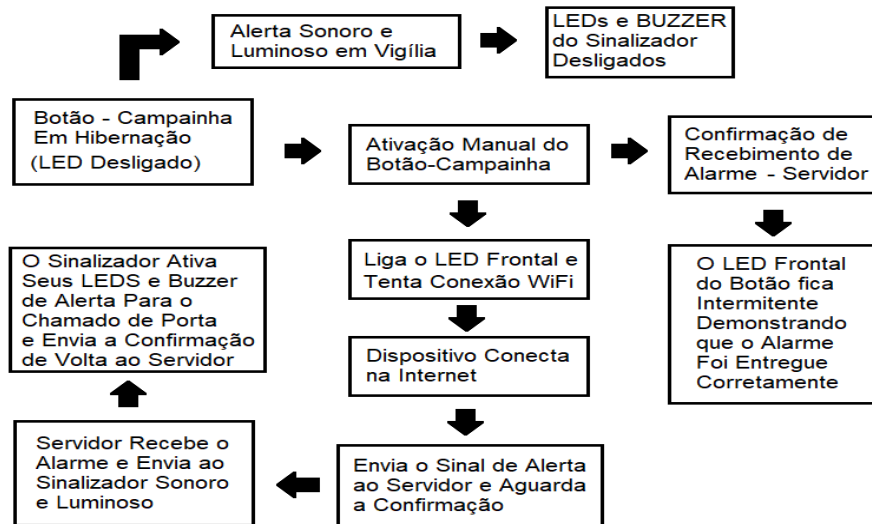 Alerta Sonoro e
Luminoso em Vigília
LEDs e BUZZER
do Sinalizador
Desligados
Botão - Campainha
Em Hibernação
(LED Desligado)
Ativação Manual do
Botão-Campainha
Confirmação de
Recebimento de
Alarme - Servidor
O Sinalizador Ativa
Seus LEDS e Buzzer
de Alerta Para o
Chamado de Porta
e Envia a Confirmação
de Volta ao Servidor
Liga o LED Frontal e
Tenta Conexão WiFi
O LED Frontal
do Botão fica
Intermitente
Demonstrando
que o Alarme
Foi Entregue
Corretamente
Dispositivo Conecta
na Internet
Servidor Recebe o
Alarme e Envia ao
Sinalizador Sonoro
e Luminoso
Envia o Sinal de Alerta
ao Servidor e Aguarda
a Confirmação